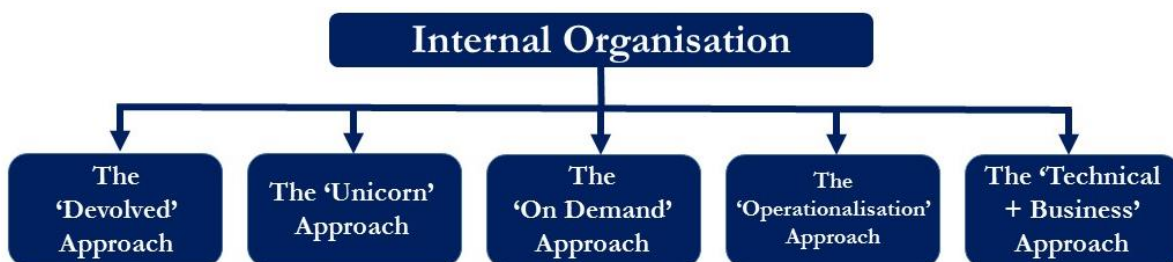 Internal Organisation
The
‘Devolved’
Approach
The ‘Unicorn’
Approach
The
‘On Demand’
Approach
The
‘Operationalisation’
Approach
The ‘Technical
+ Business’
Approach